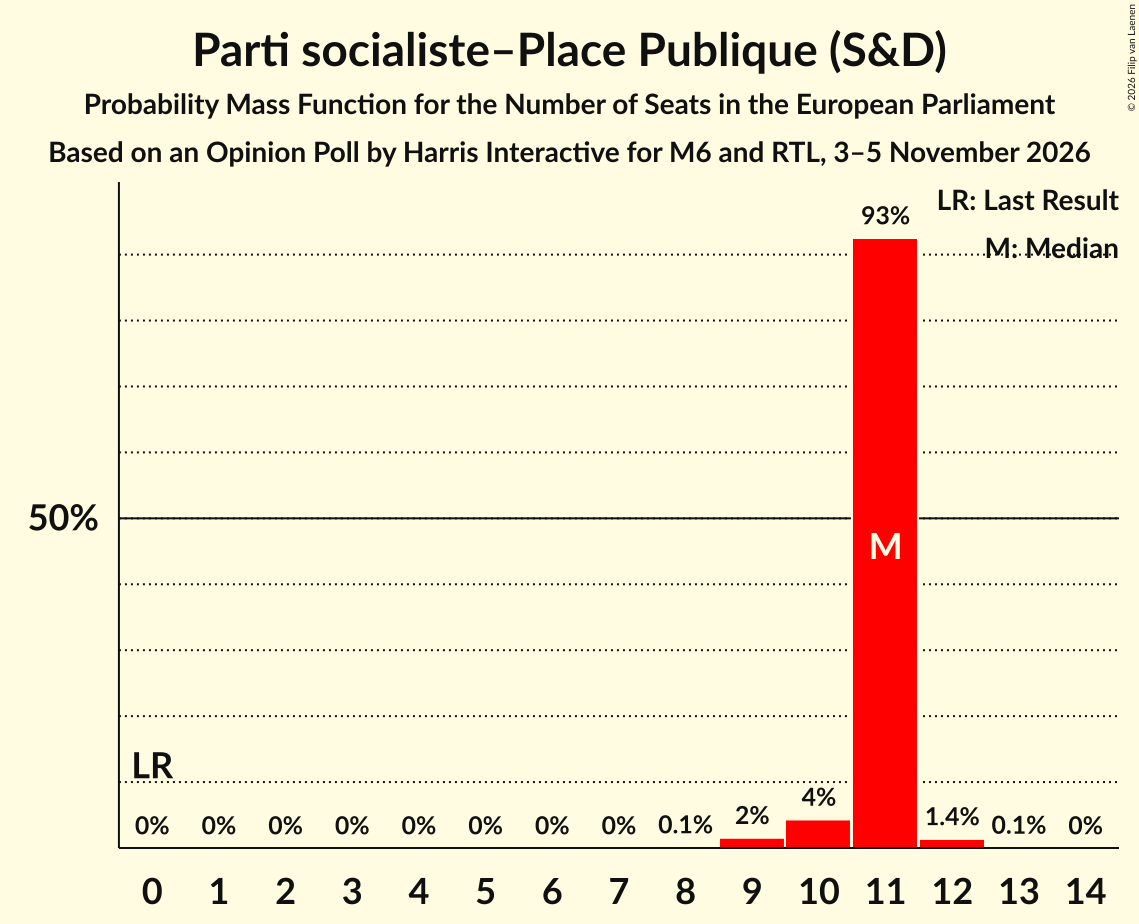 Parti socialiste–Place Publique (S&D)
Probability Mass Function for the Number of Seats in the European Parliament
Based on an Opinion Poll by Harris Interactive for M6 and RTL, 3–5 November 2026
© 2026 Filip van Laenen
LR: Last Result
M: Median
93%
50%
M
LR
0% 0% 0% 0% 0% 0% 0% 0% 0.1% 2% 4% 1.4% 0.1% 0%
0 1 2 3 4 5 6 7 8 9 10 11 12 13 14